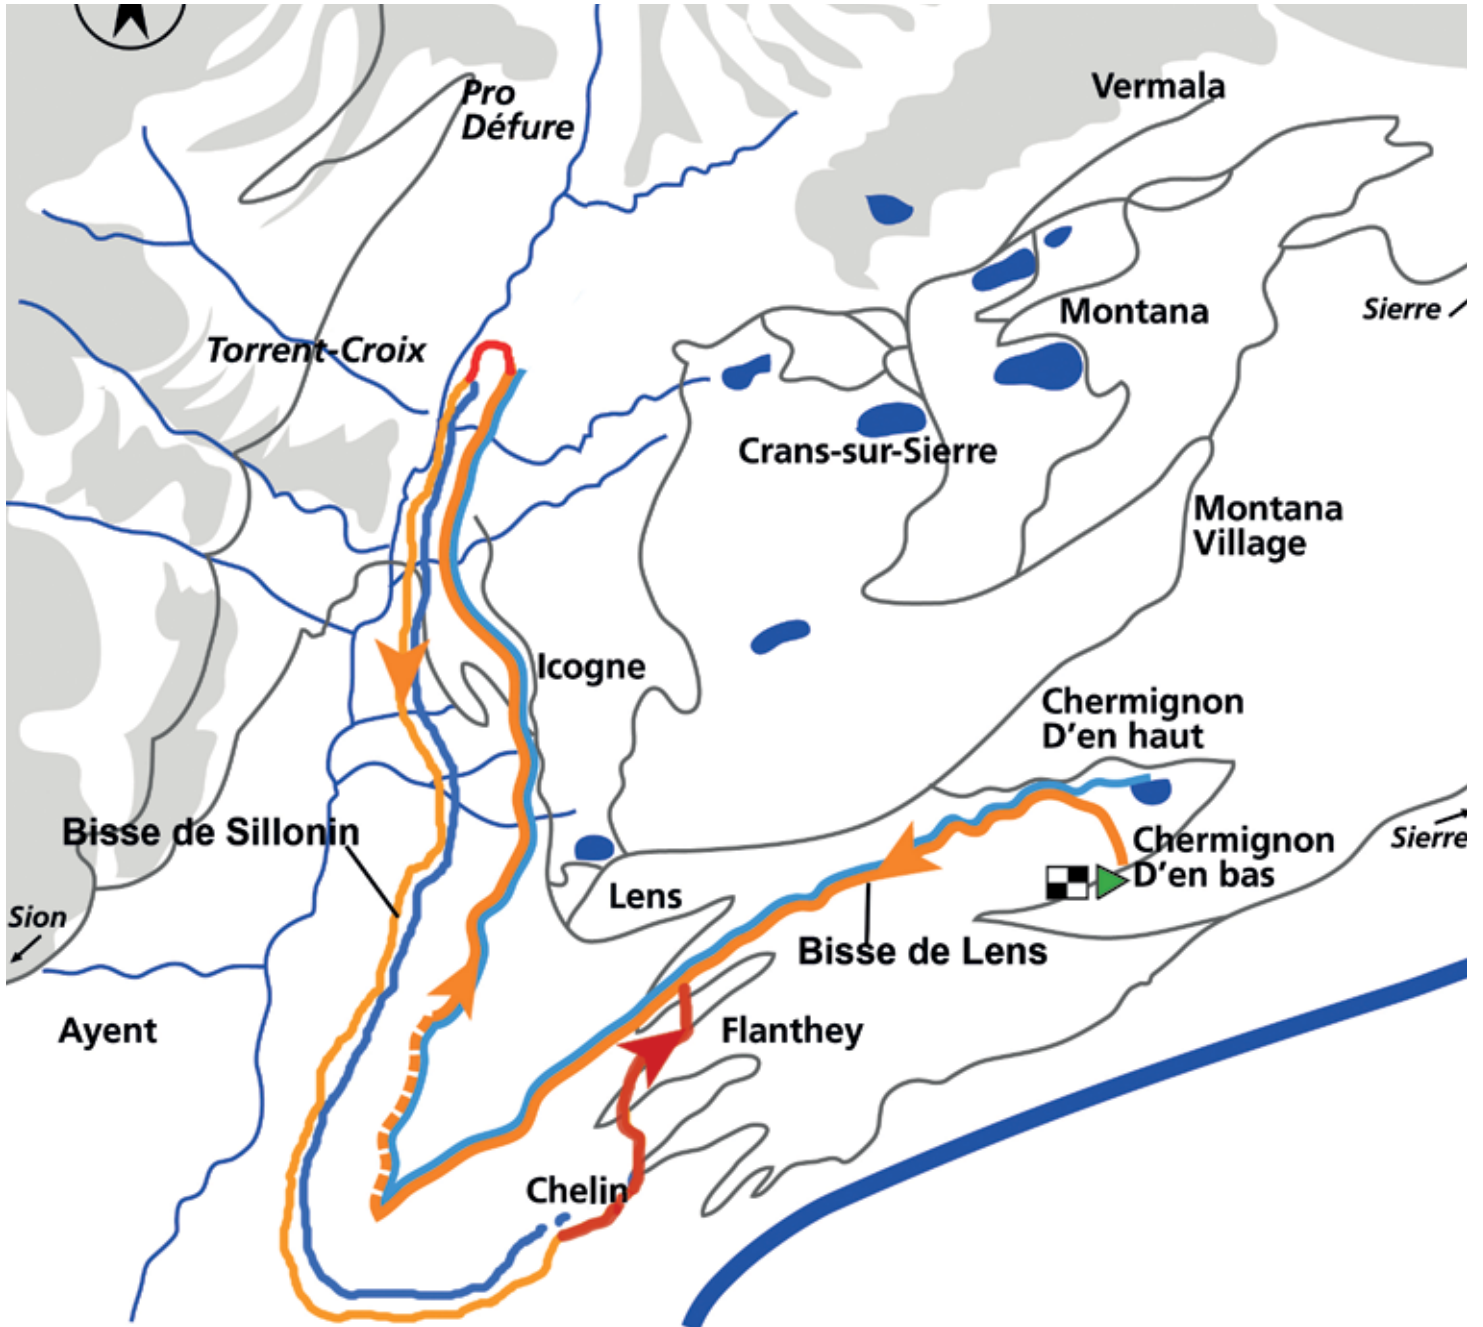 Vermala
Pro
Défure
Sierre
Montana
Torrent-Croix
Crans-sur-Sierre
Montana
Village
Icogne
Chermignon
D'en haut
Bisse de Sillonin
Chermignon
D'en bas
Sierre
Lens
Sion
Bisse de Lens
Ayent
Flanthey
Chelin